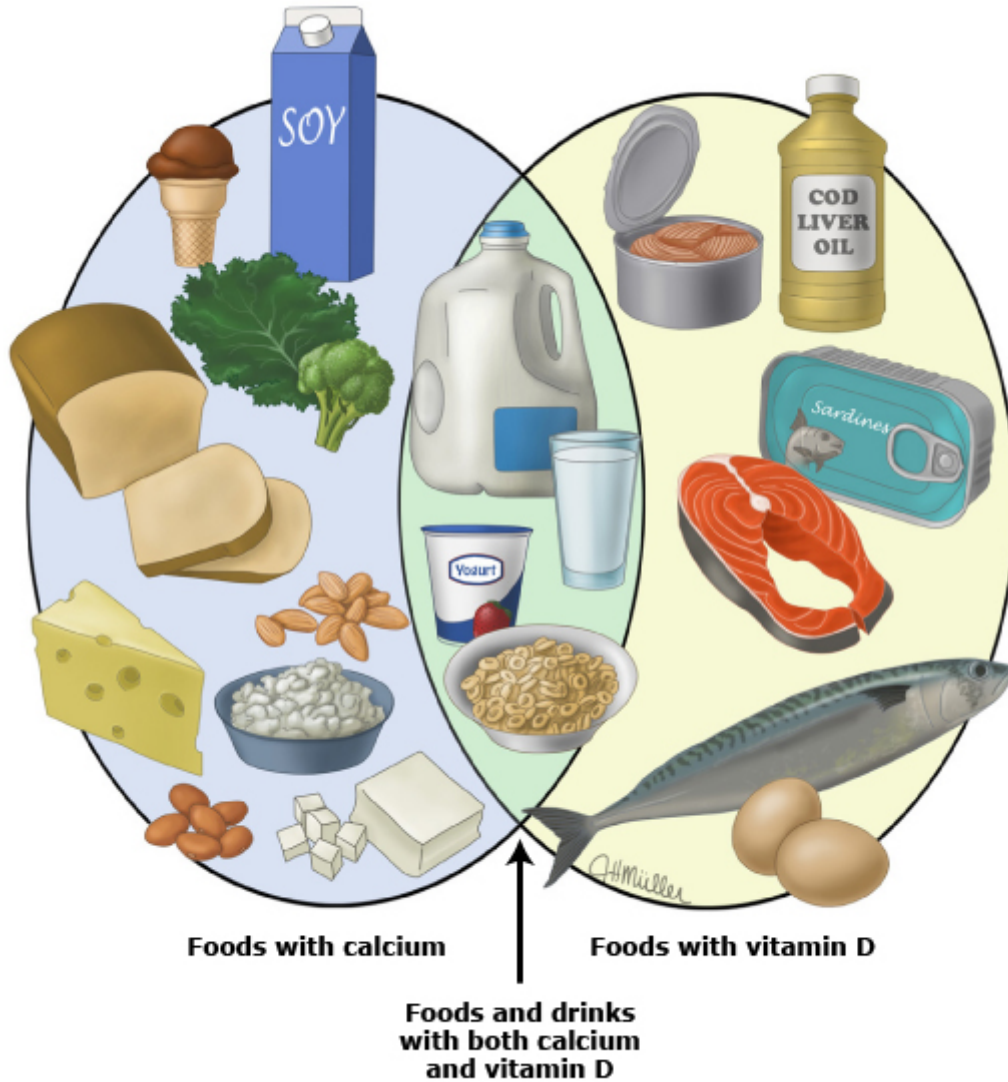 SOY
COD
LIVER
OIL
Sardines
Yogurt
JHMüller
Foods with calcium
Foods with vitamin D
Foods and drinks
with both calcium
and vitamin D